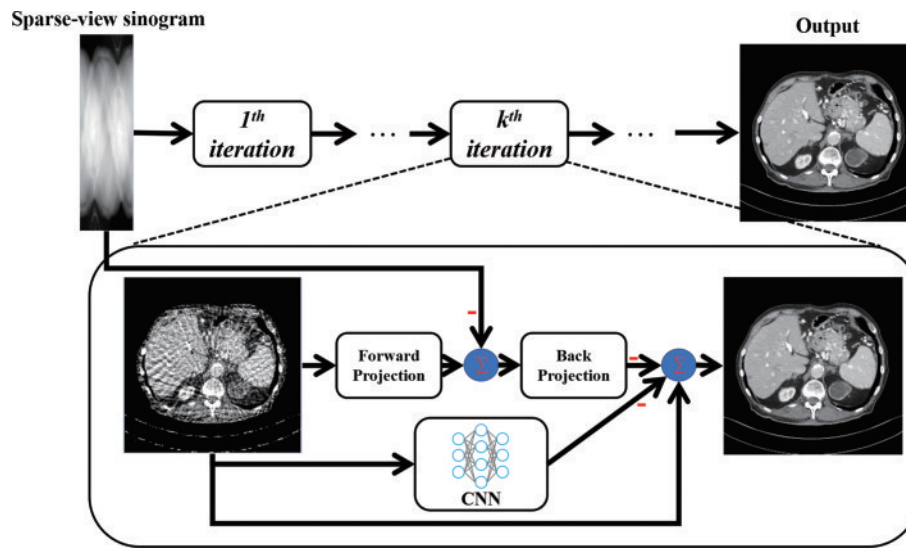 Sparse-view sinogram
Output
1th
iteration
...
kth
iteration
...
-
Forward
Projection
Σ
Back
Projection
-
Σ
-
CNN